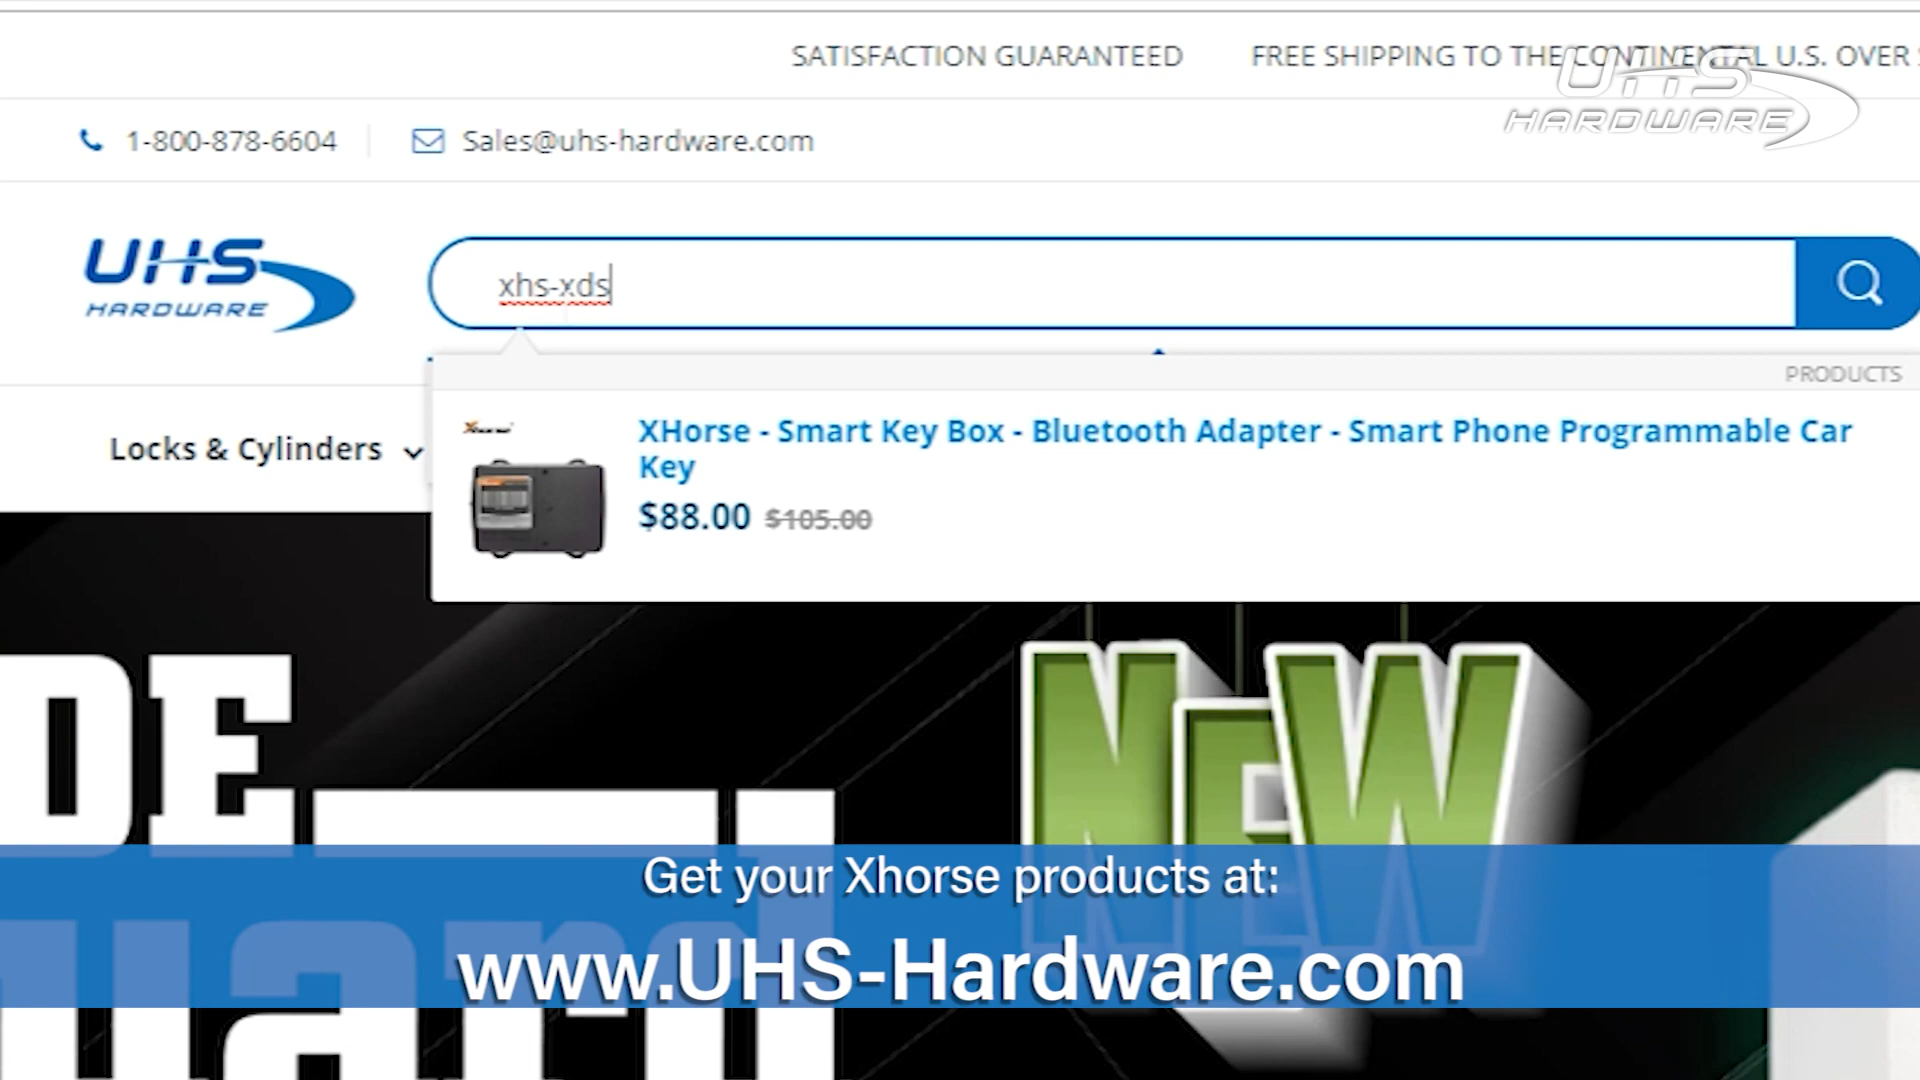 SATISFACTION GUARANTEED
FREE SHIPPING TO THE CONTINENTAL U.S. OVER
UHS
HARDWARE
1-800-878-6604
Sales@uhs-hardware.com
UHS
HARDWARE
xhs-xds
PRODUCTS
Locks & Cylinders
XHorse - Smart Key Box - Bluetooth Adapter - Smart Phone Programmable Car
Key
$88.00 $105.00
DE
NEW
Get your Xhorse products at:
www.UHS-Hardware.com